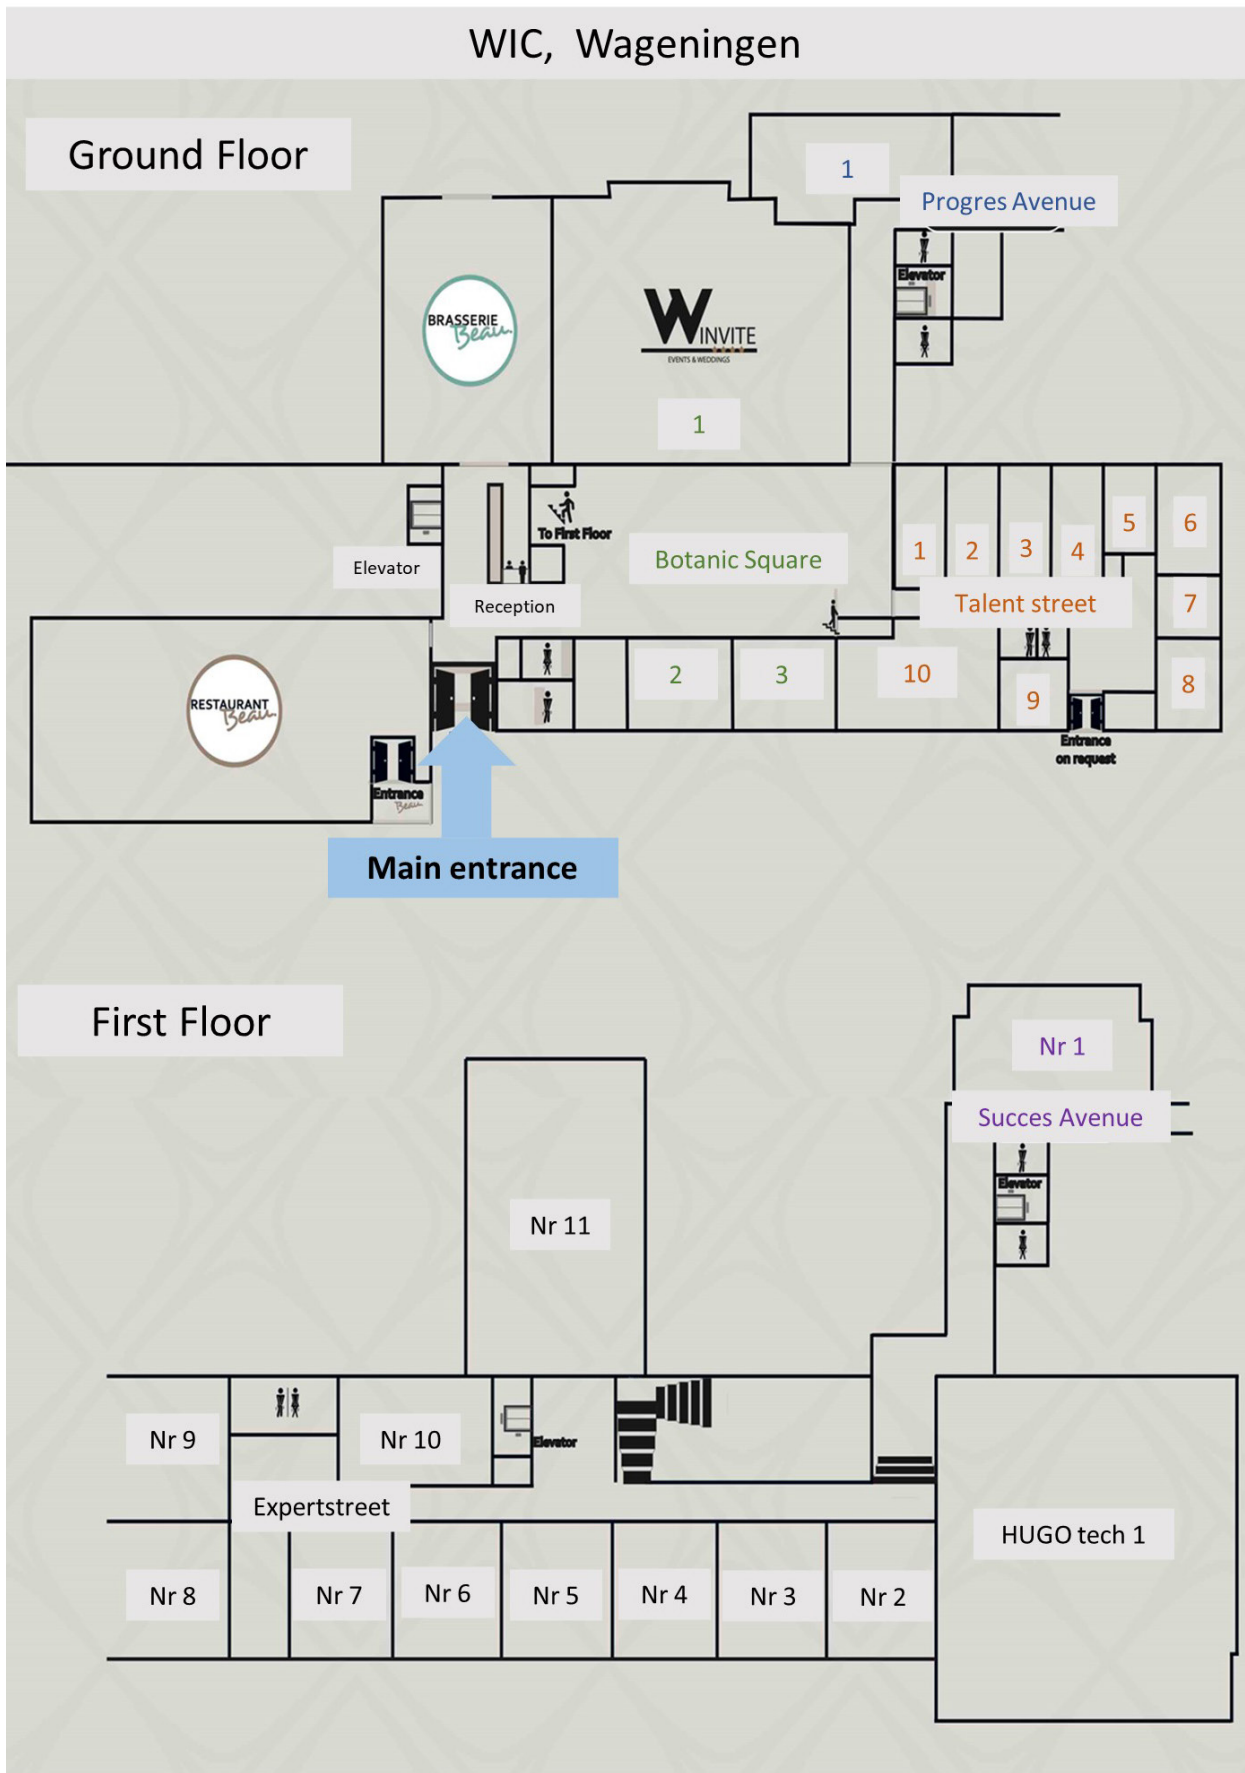 WIC, Wageningen
Ground Floor
1
Progres Avenue
Elevator
BRASSERIE
Beau.
W INVITE
EVENTS & WEDDINGS
1
To First Floor
Elevator
Reception
Botanic Square
1
2
3
4
5
6
Talent street
7
2
3
10
9
8
RESTAURANT
Beau.
Entrance
Beau.
Entrance
on request
Main entrance
First Floor
Nr 1
Succes Avenue
Elevator
Nr 11
Nr 9
Nr 10
Elevator
Expertstreet
HUGO tech 1
Nr 8
Nr 7
Nr 6
Nr 5
Nr 4
Nr 3
Nr 2